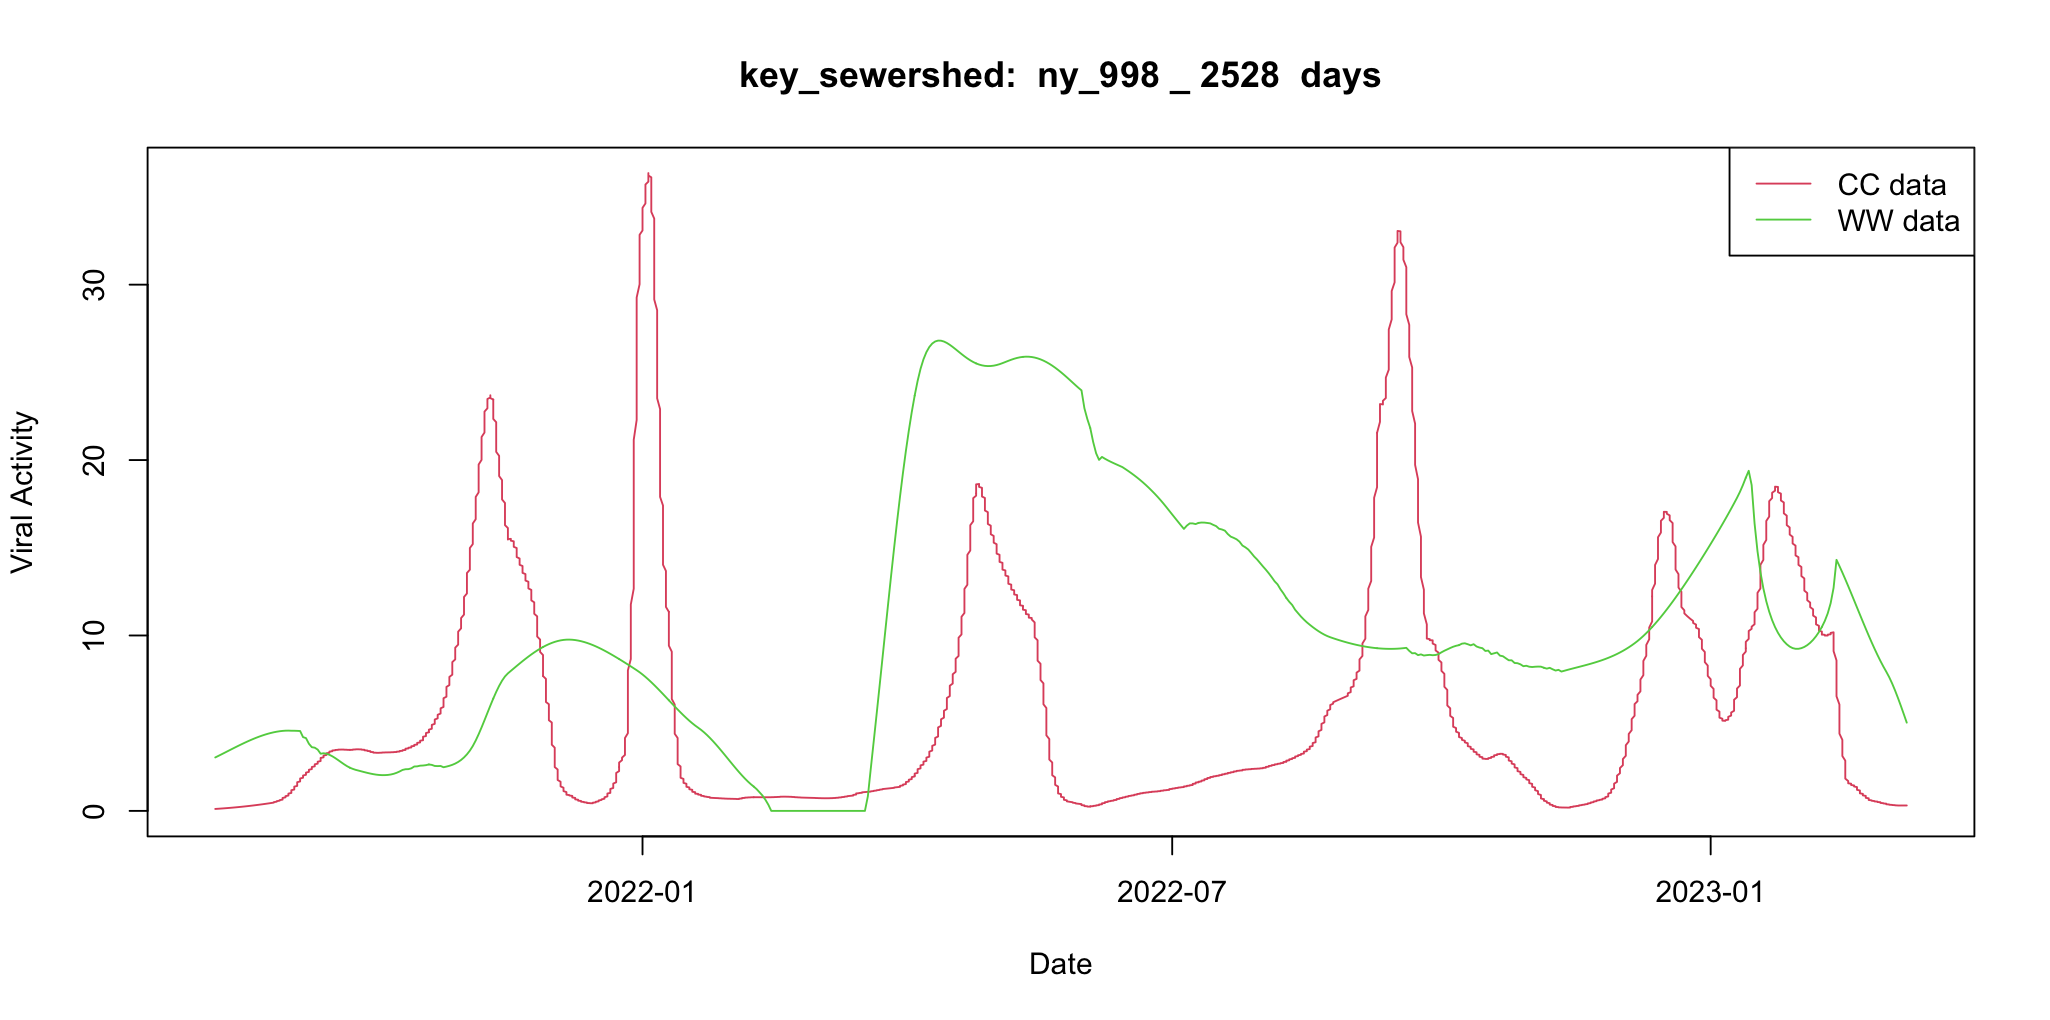 key_sewershed:  ny_998 _ 2528  days
CC data
WW data
Viral Activity
30
20
10
0
2022-01
2022-07
2023-01
Date